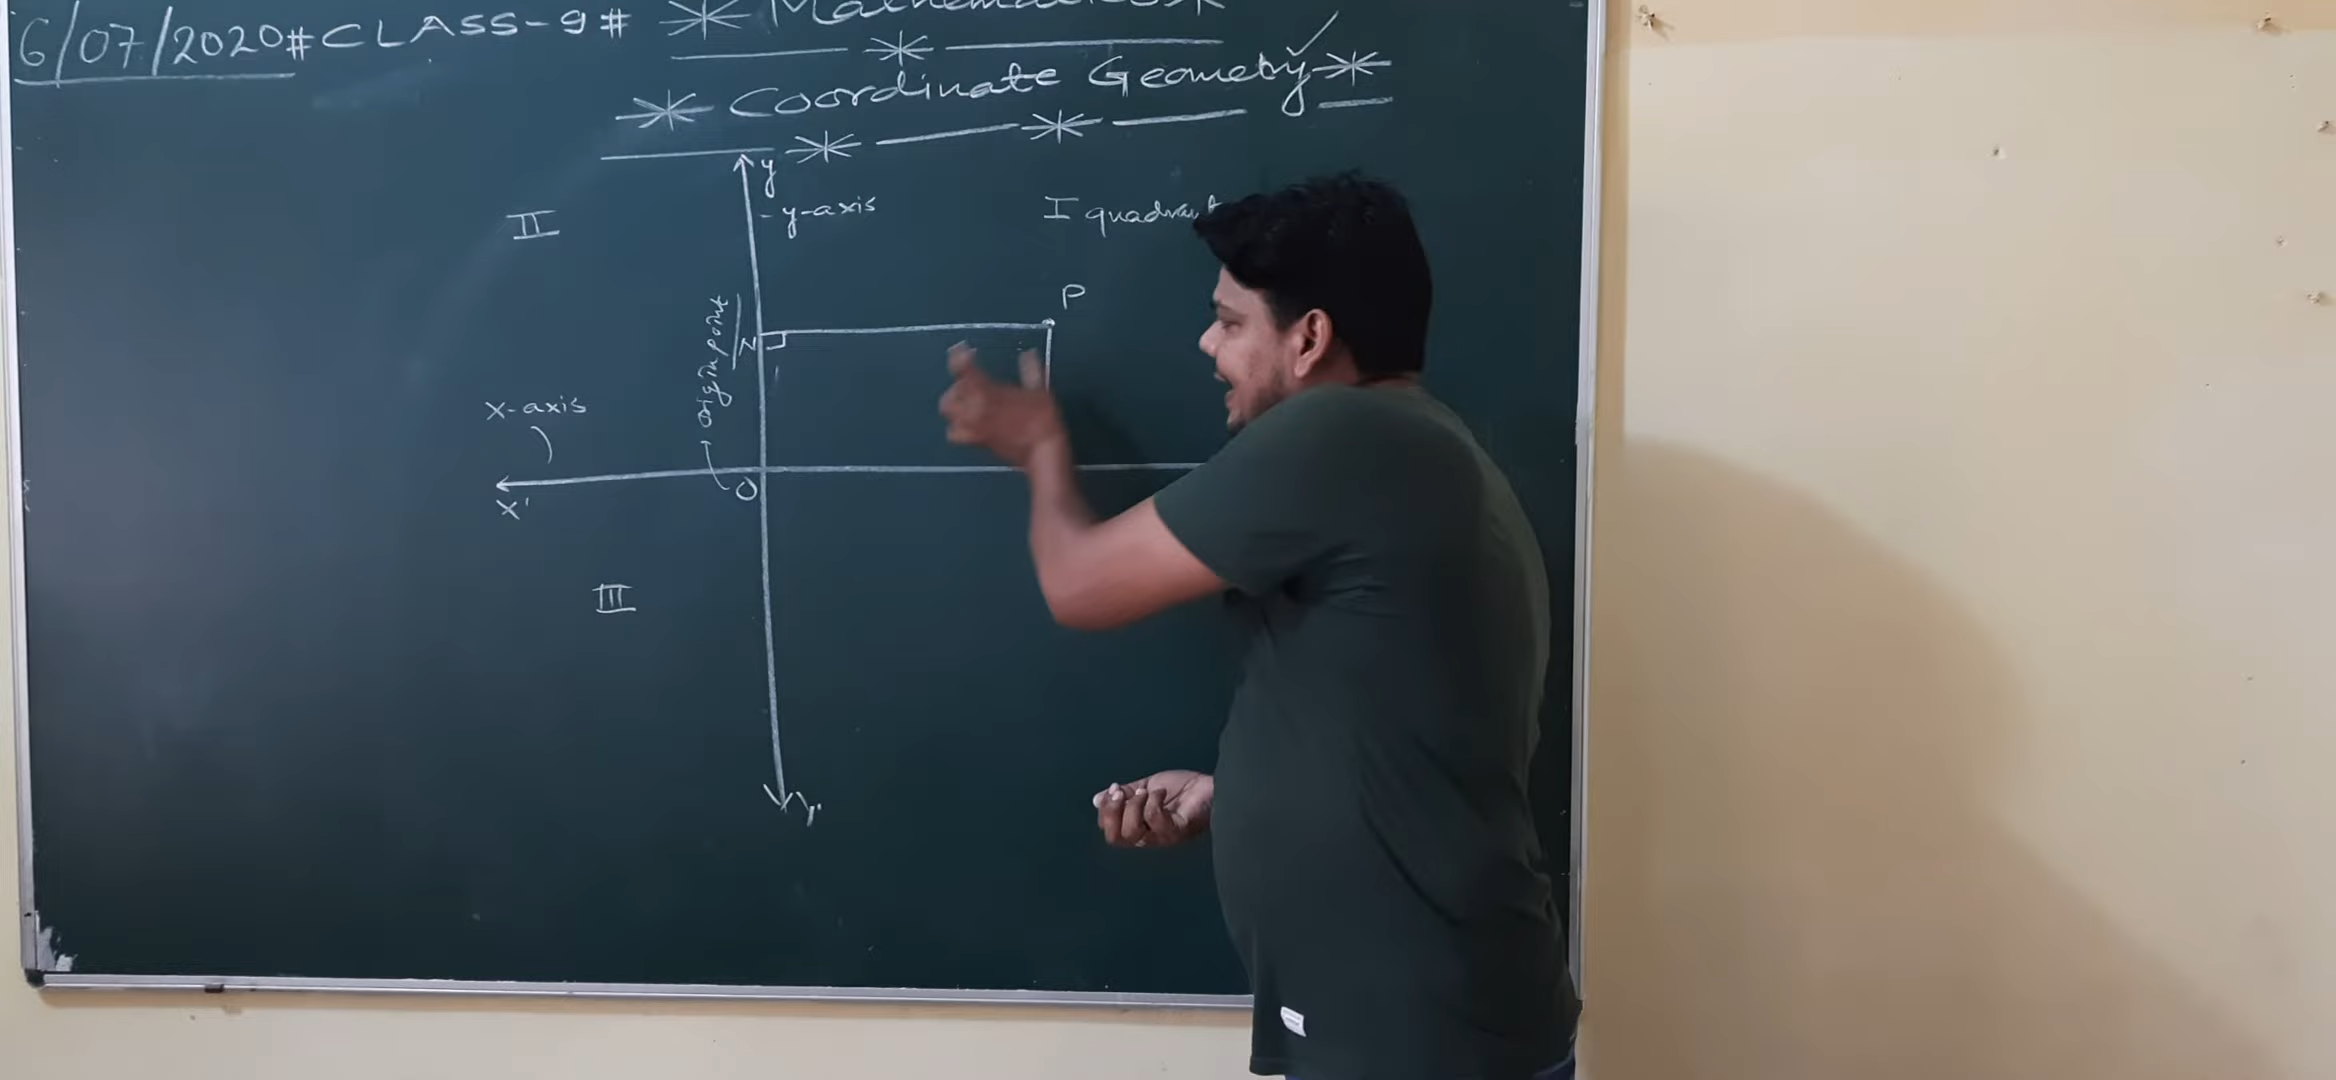 6/07/2020#CLASS-9# * Mathematics *
* Coordinate Geometry *
y
- y-axis
II
I quadrant
P
N
origin point
X-axis
O
X'
III
y'